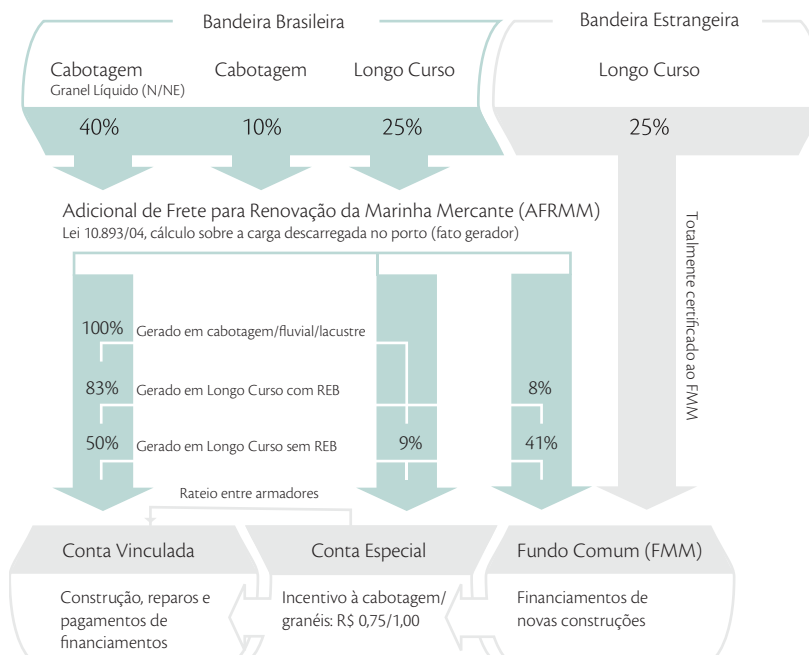 Bandeira Brasileira
Bandeira Estrangeira
Cabotagem
Granel Líquido (N/NE)
Cabotagem
Longo Curso
Longo Curso
40%
10%
25%
25%
Adicional de Frete para Renovação da Marinha Mercante (AFRMM)
Lei 10.893/04, cálculo sobre a carga descarregada no porto (fato gerador)
Totalmente certificado ao FMM
100%
Gerado em cabotagem/fluvial/lacustre
83%
Gerado em Longo Curso com REB
8%
50%
Gerado em Longo Curso sem REB
9%
41%
Rateio entre armadores
Conta Vinculada
Conta Especial
Fundo Comum (FMM)
Construção, reparos e
pagamentos de
financiamentos
Incentivo à cabotagem/
granéis: R$ 0,75/1,00
Financiamentos de
novas construções